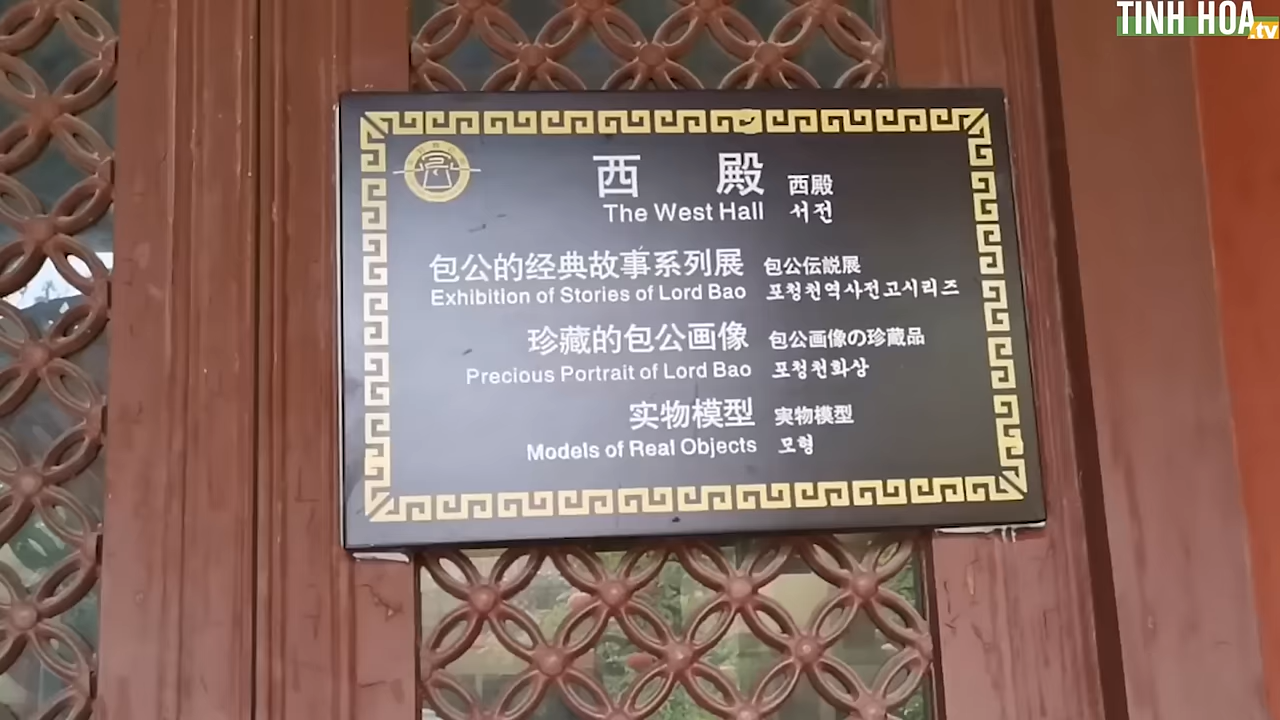 TINH HOA
.tv
西 殿 西殿
The West Hall 서전
包公的经典故事系列展 包公伝説展
Exhibition of Stories of Lord Bao 포청천역사전고시리즈
珍藏的包公画像 包公画像の珍蔵品
Precious Portrait of Lord Bao 포청천화상
实物模型 実物模型
Models of Real Objects 모형